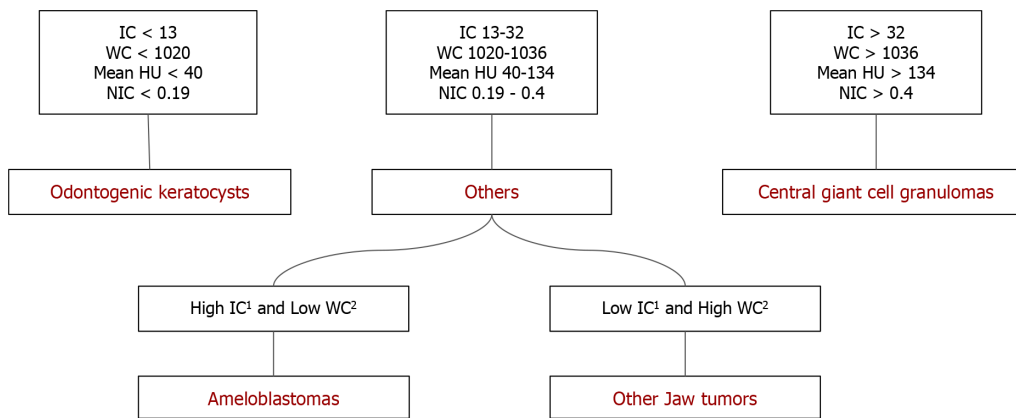 IC < 13
WC < 1020
Mean HU < 40
NIC < 0.19
IC 13-32
WC 1020-1036
Mean HU 40-134
NIC 0.19 - 0.4
IC > 32
WC > 1036
Mean HU > 134
NIC > 0.4
Odontogenic keratocysts
Others
Central giant cell granulomas
High IC¹ and Low WC²
Low IC¹ and High WC²
Ameloblastomas
Other Jaw tumors